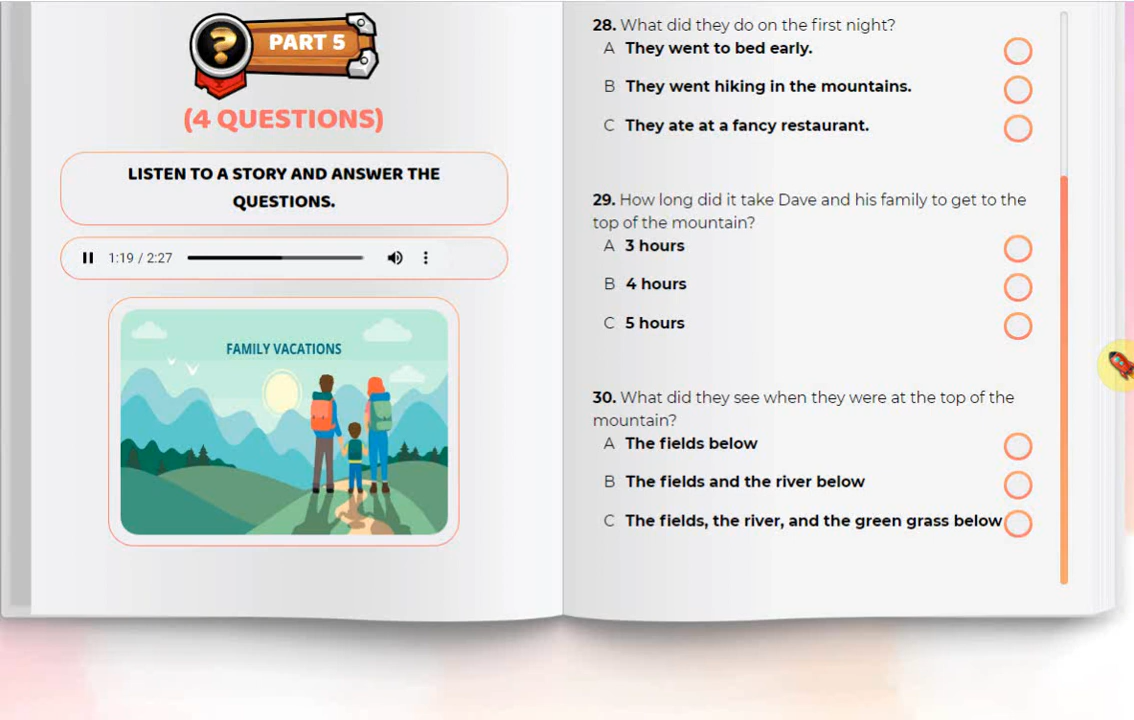 PART 5
(4 QUESTIONS)
LISTEN TO A STORY AND ANSWER THE
QUESTIONS.
1:19 / 2:27
FAMILY VACATIONS
28. What did they do on the first night?
A They went to bed early.
B They went hiking in the mountains.
C They ate at a fancy restaurant.
29. How long did it take Dave and his family to get to the
top of the mountain?
A 3 hours
B 4 hours
C 5 hours
30. What did they see when they were at the top of the
mountain?
A The fields below
B The fields and the river below
C The fields, the river, and the green grass below